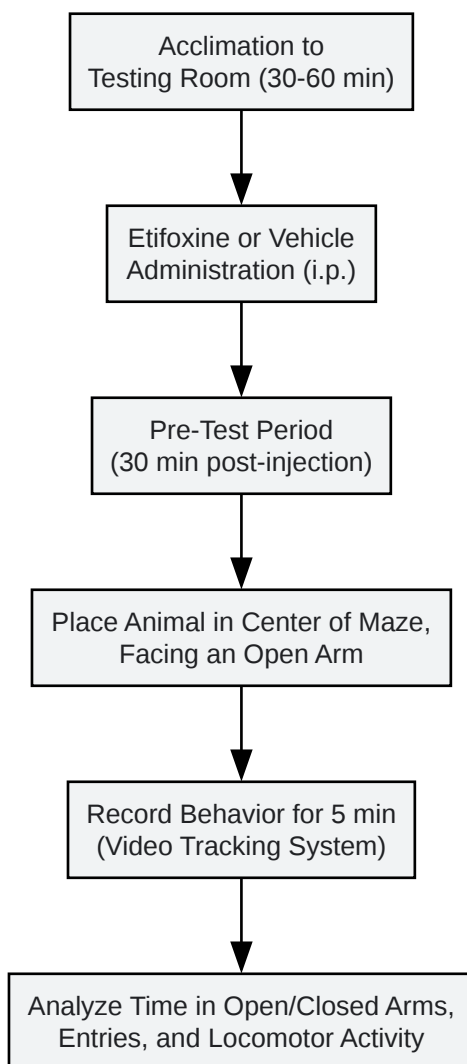 Acclimation to
Testing Room (30-60 min)
Etifoxine or Vehicle
Administration (i.p.)
Pre-Test Period
(30 min post-injection)
Place Animal in Center of Maze,
Facing an Open Arm
Record Behavior for 5 min
(Video Tracking System)
Analyze Time in Open/Closed Arms,
Entries, and Locomotor Activity